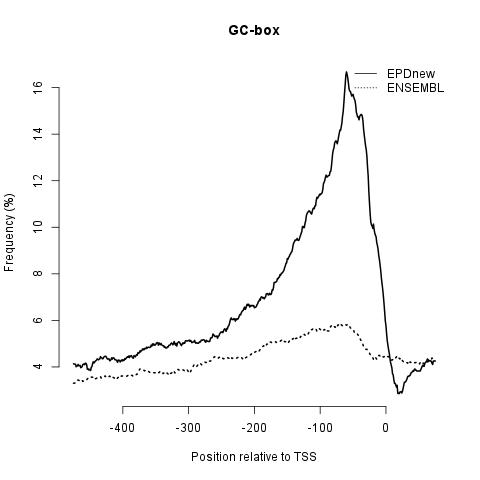 GC-box
EPDnew
ENSEMBL
16
14
12
10
8
6
4
Frequency (%)
-400 -300 -200 -100 0
Position relative to TSS